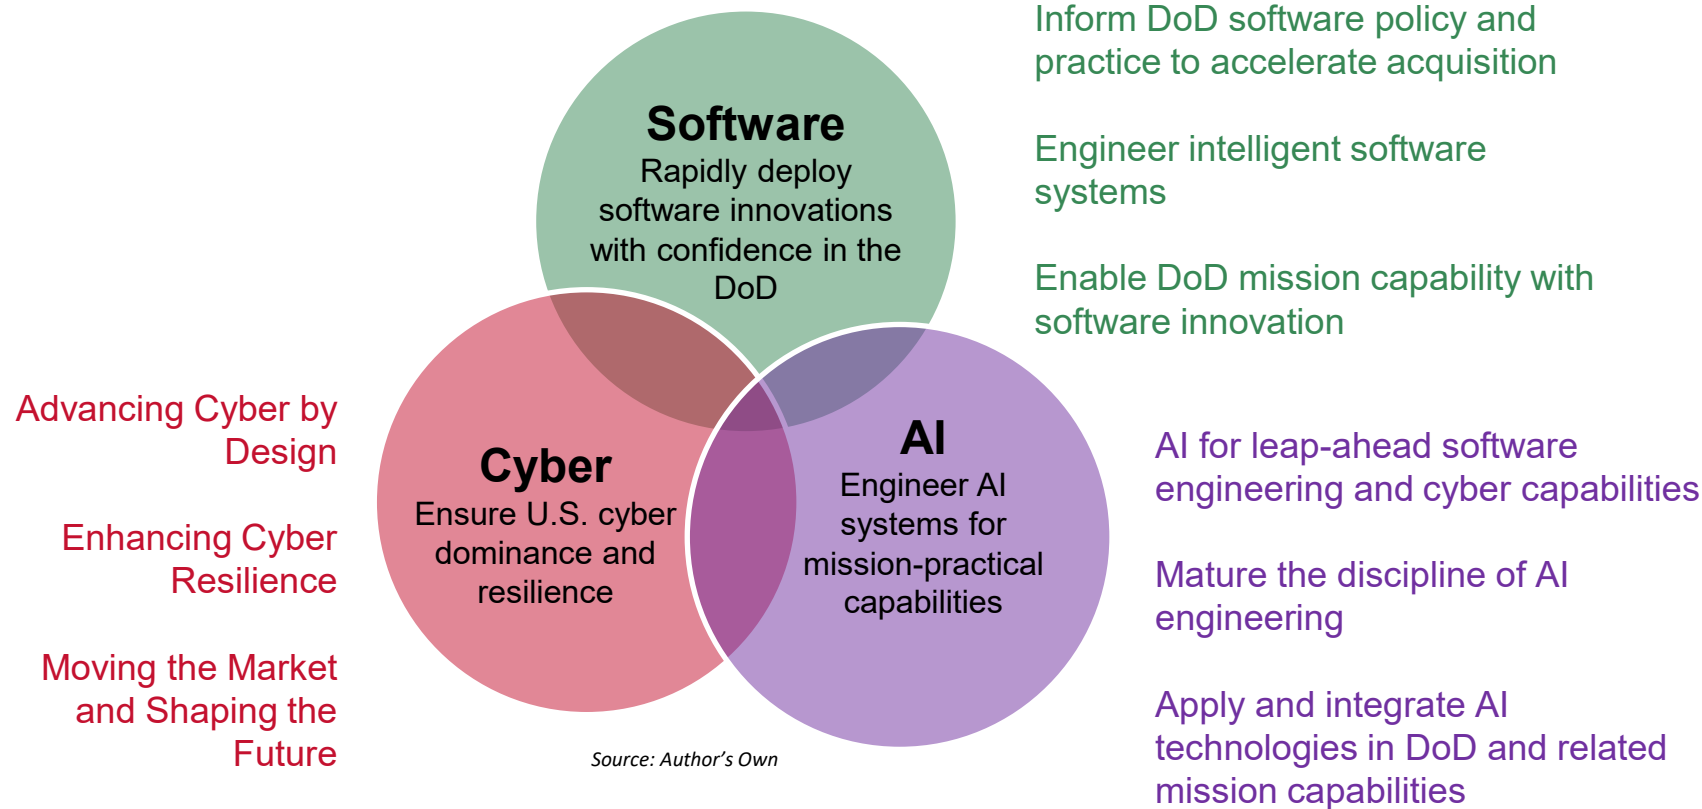 Inform DoD software policy and
practice to accelerate acquisition
Engineer intelligent software
systems
Enable DoD mission capability with
software innovation
Software
Rapidly deploy
software innovations
with confidence in the
DoD
Advancing Cyber by
Design
Enhancing Cyber
Resilience
Moving the Market
and Shaping the
Future
Cyber
Ensure U.S. cyber
dominance and
resilience
AI
Engineer AI
systems for
mission-practical
capabilities
AI for leap-ahead software
engineering and cyber capabilities
Mature the discipline of AI
engineering
Apply and integrate AI
technologies in DoD and related
mission capabilities
Source: Author's Own